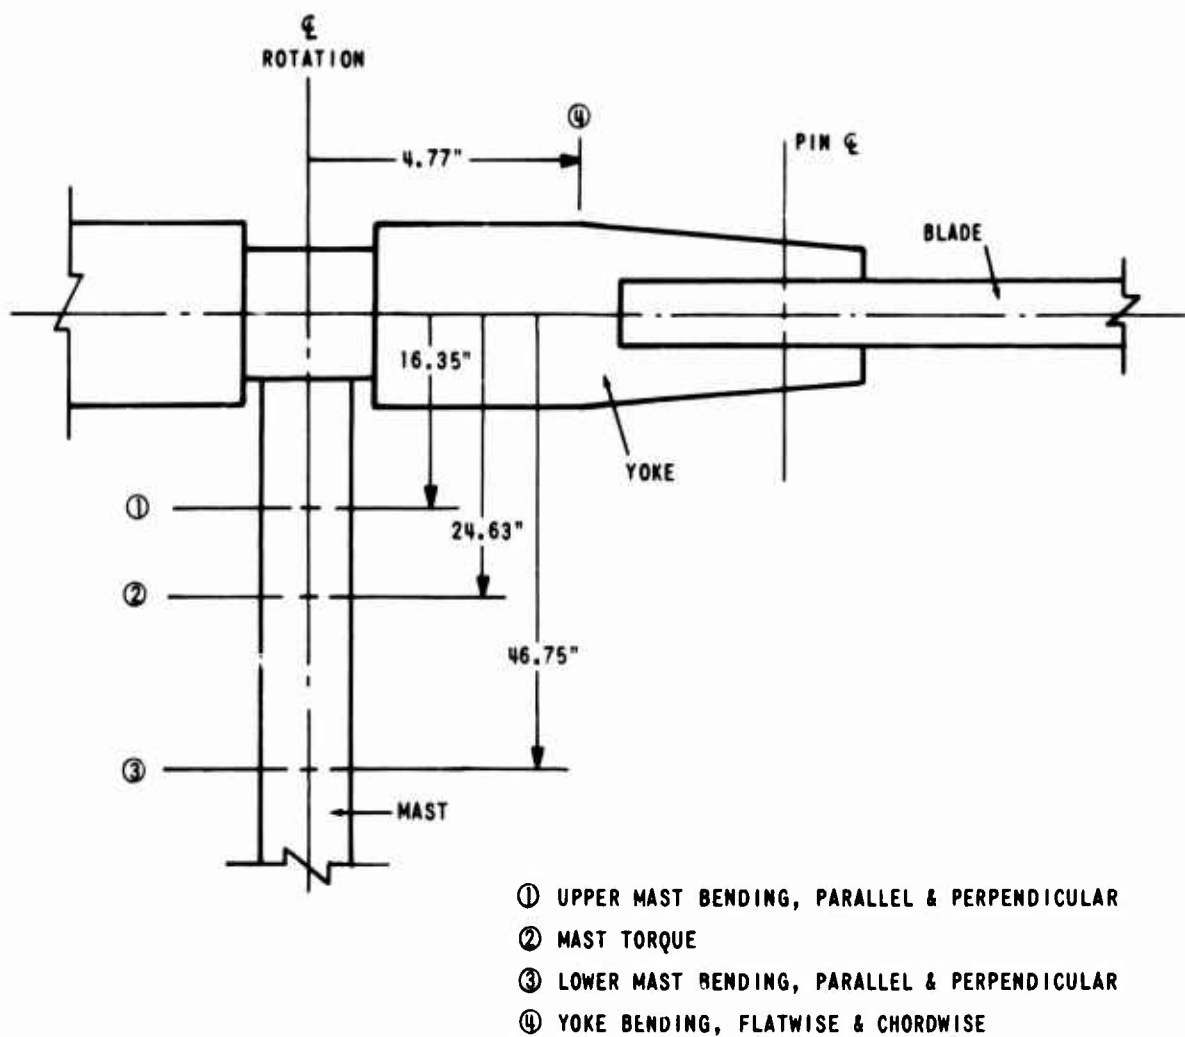 ℄
ROTATION
④
4.77"
PIN ℄
BLADE
16.35"
YOKE
①
24.63"
②
46.75"
③
MAST
① UPPER MAST BENDING, PARALLEL & PERPENDICULAR
② MAST TORQUE
③ LOWER MAST BENDING, PARALLEL & PERPENDICULAR
④ YOKE BENDING, FLATWISE & CHORDWISE